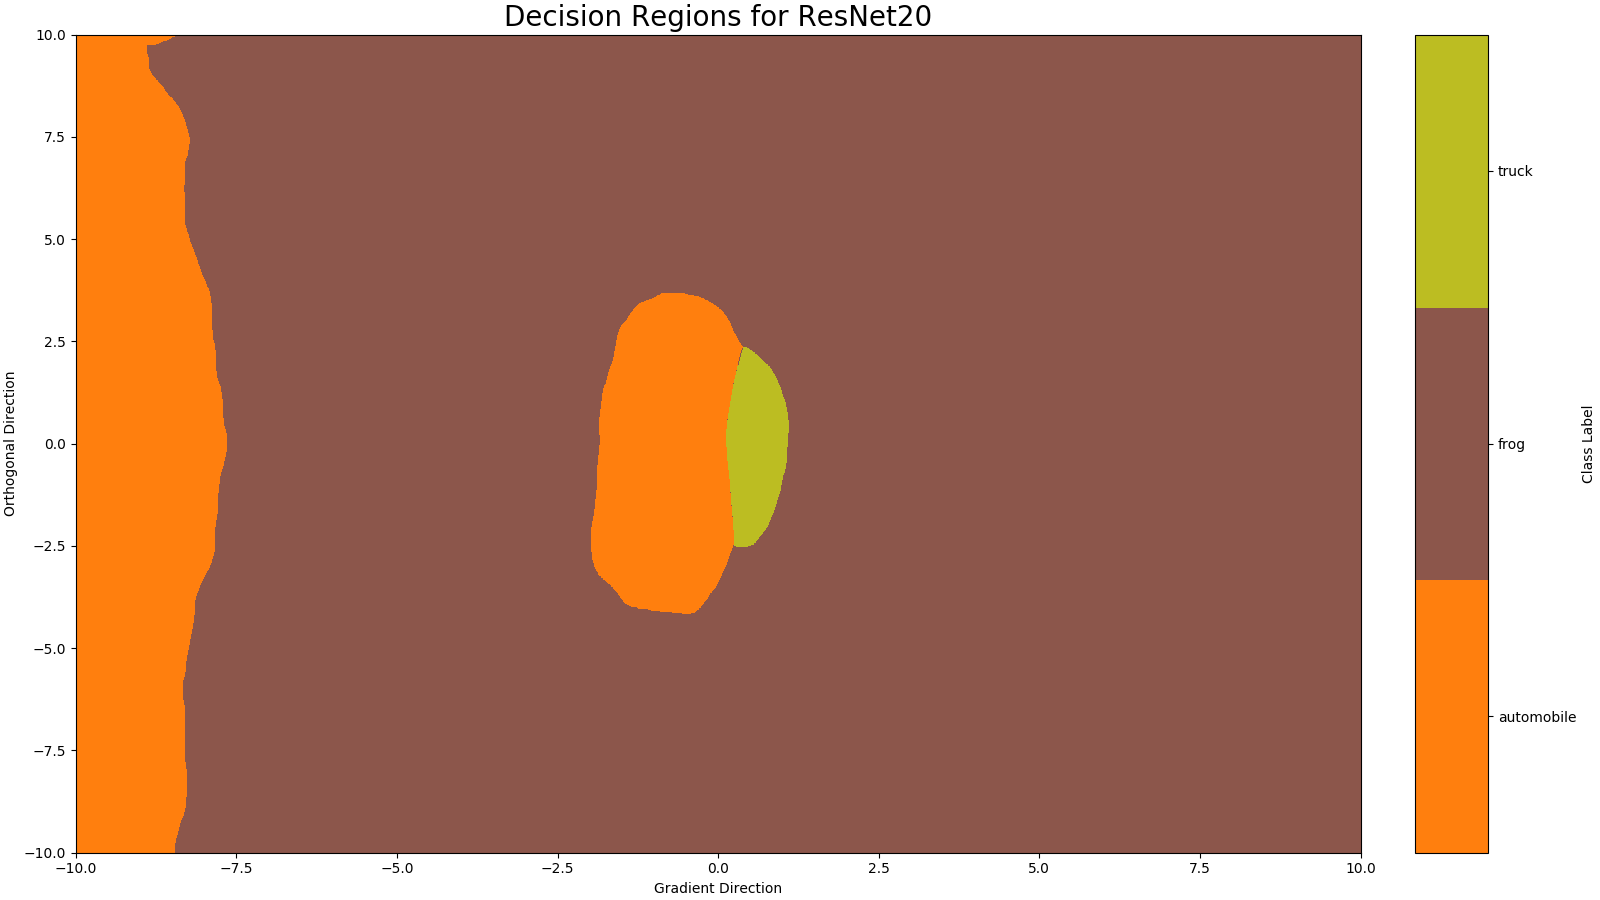 Decision Regions for ResNet20
10.0
7.5
5.0
2.5
0.0
−2.5
−5.0
−7.5
−10.0
Orthogonal Direction
−10.0 −7.5 −5.0 −2.5 0.0 2.5 5.0 7.5 10.0
Gradient Direction
truck
frog
automobile
Class Label